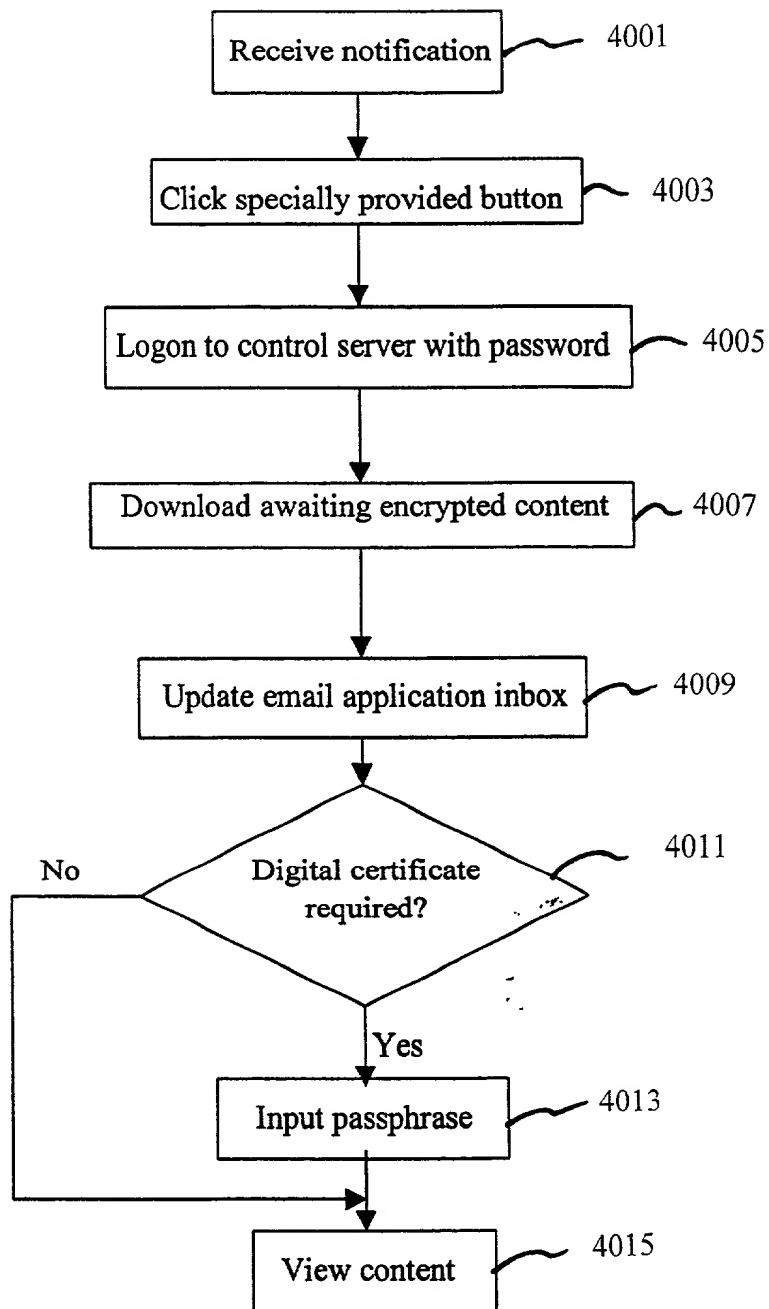 Receive notification
4001
Click specially provided button
4003
Logon to control server with password
4005
Download awaiting encrypted content
4007
Update email application inbox
4009
Digital certificate
required?
4011
No
Yes
Input passphrase
4013
View content
4015